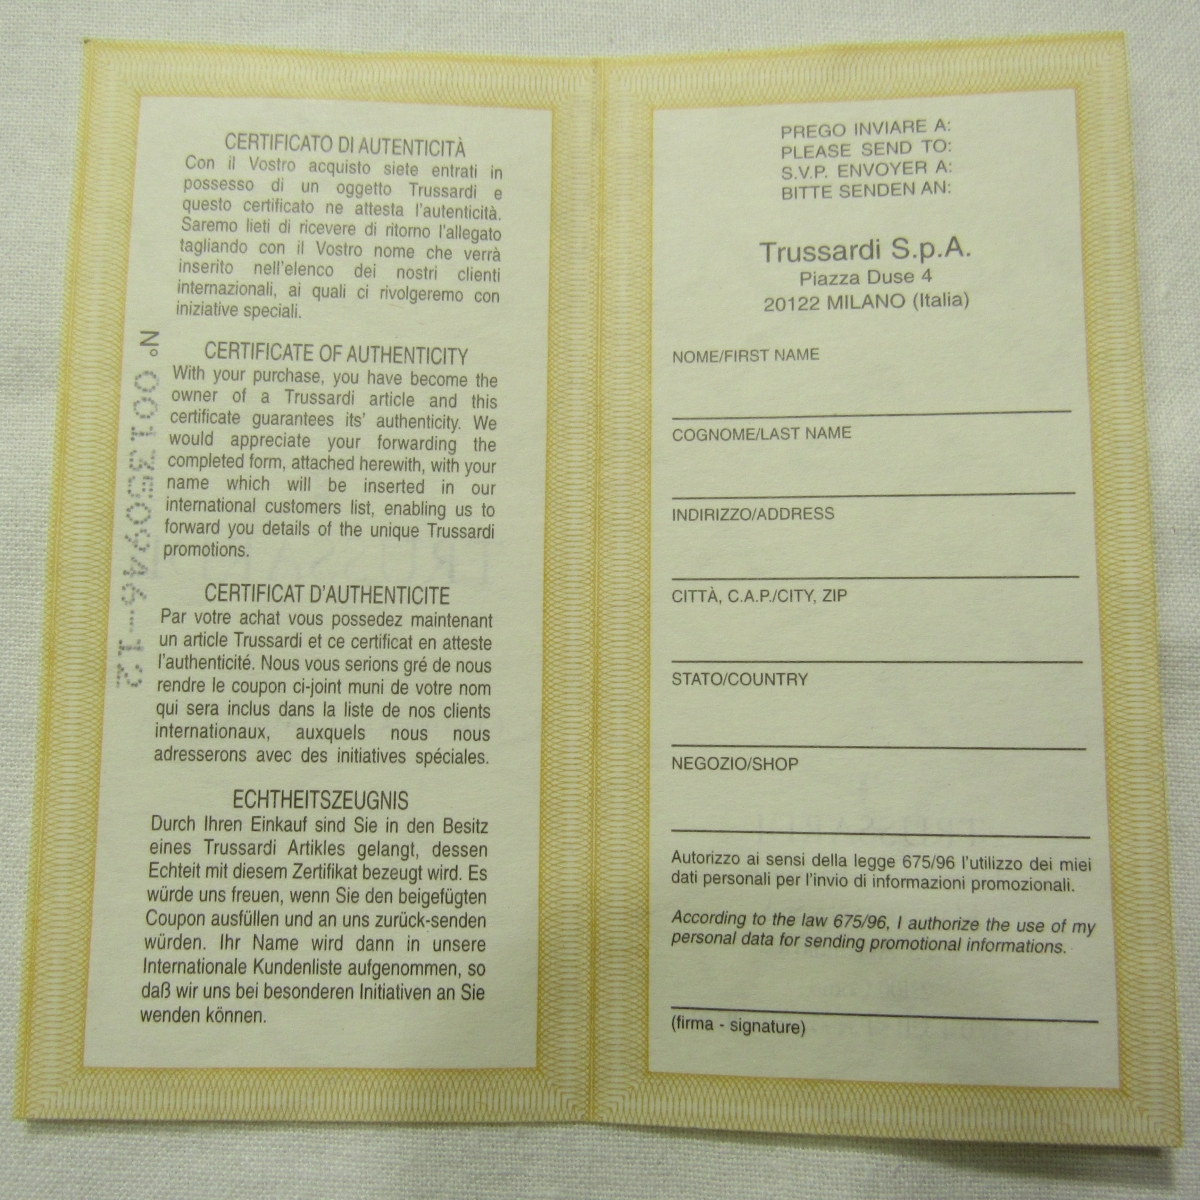 CERTIFICATO DI AUTENTICITÀ
Con il Vostro acquisto siete entrati in
possesso di un oggetto Trussardi e
questo certificato ne attesta l'autenticità.
Saremo lieti di ricevere di ritorno l'allegato
tagliando con il Vostro nome che verrà
inserito nell'elenco dei nostri clienti
internazionali, ai quali ci rivolgeremo con
iniziative speciali.
CERTIFICATE OF AUTHENTICITY
With your purchase, you have become the
owner of a Trussardi article and this
certificate guarantees its' authenticity. We
would appreciate your forwarding the
completed form, attached herewith, with your
name which will be inserted in our
international customers list, enabling us to
forward you details of the unique Trussardi
promotions.
CERTIFICAT D'AUTHENTICITE
Par votre achat vous possedez maintenant
un article Trussardi et ce certificat en atteste
l'authenticité. Nous vous serions gré de nous
rendre le coupon ci-joint muni de votre nom
qui sera inclus dans la liste de nos clients
internationaux, auxquels nous nous
adresserons avec des initiatives spéciales.
ECHTHEITSZEUGNIS
Durch Ihren Einkauf sind Sie in den Besitz
eines Trussardi Artikles gelangt, dessen
Echteit mit diesem Zertifikat bezeugt wird. Es
würde uns freuen, wenn Sie den beigefügten
Coupon ausfüllen und an uns zurück-senden
würden. Ihr Name wird dann in unsere
Internationale Kundenliste aufgenommen, so
daß wir uns bei besonderen Initiativen an Sie
wenden können.
N°
PREGO INVIARE A:
PLEASE SEND TO:
S.V.P. ENVOYER A:
BITTE SENDEN AN:
Trussardi S.p.A.
Piazza Duse 4
20122 MILANO (Italia)
NOME/FIRST NAME
COGNOME/LAST NAME
INDIRIZZO/ADDRESS
CITTÀ, C.A.P./CITY, ZIP
STATO/COUNTRY
NEGOZIO/SHOP
Autorizzo ai sensi della legge 675/96 l'utilizzo dei miei
dati personali per l'invio di informazioni promozionali.
According to the law 675/96, I authorize the use of my
personal data for sending promotional informations.
(firma - signature)